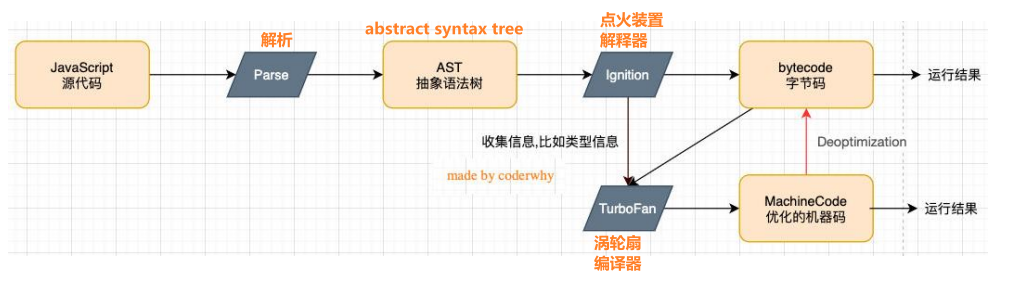 解析
abstract syntax tree
点火装置
解释器
JavaScript
源代码
Parse
AST
抽象语法树
Ignition
bytecode
字节码
运行结果
收集信息,比如类型信息
Deoptimization
made by coderwhy
TurboFan
MachineCode
优化的机器码
运行结果
涡轮扇
编译器